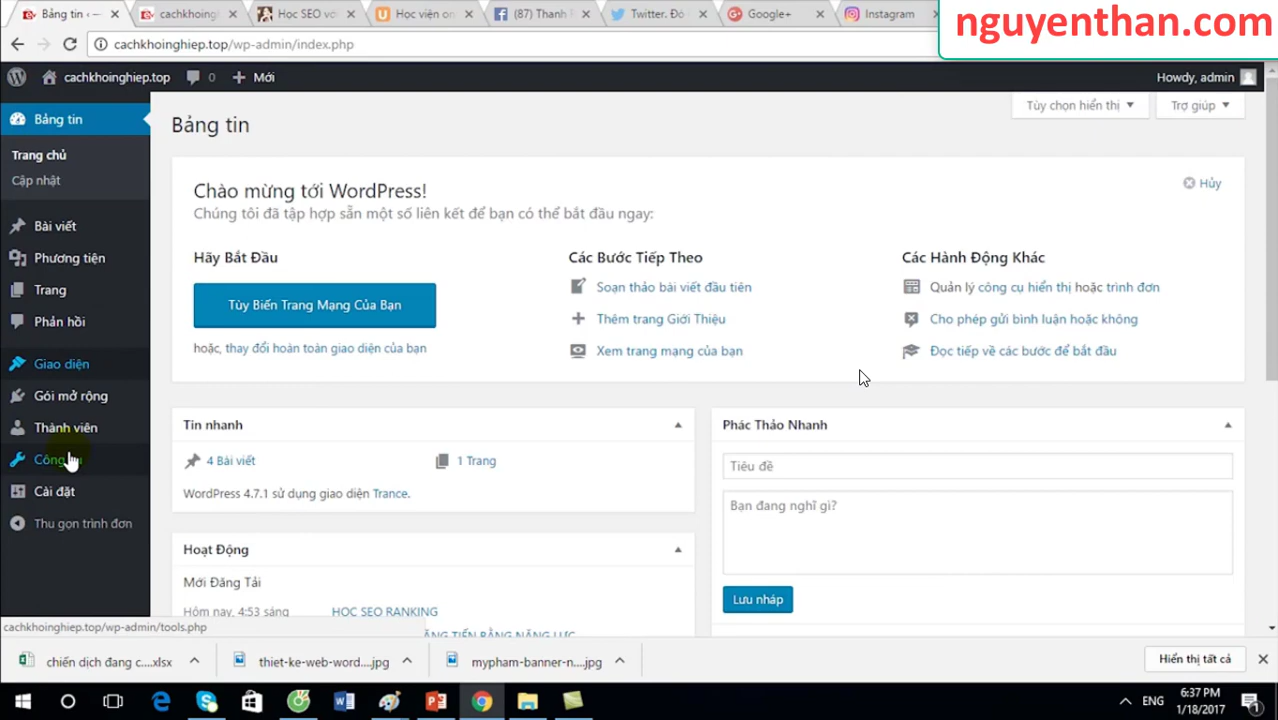 Bảng tin ‹
cachkhoinghiệp
Học SEO với
Học viện on
(87) Thanh
Twitter. Đó
Google+
Instagram
nguyenthan.com
cachkhoinghiep.top/wp-admin/index.php
cachkhoinghiep.top
0
Mới
Howdy, admin
Bảng tin
Bảng tin
Tùy chọn hiển thị
Trợ giúp
Trang chủ
Cập nhật
Bài viết
Phương tiện
Trang
Phản hồi
Giao diện
Gói mở rộng
Thành viên
Công
Cài đặt
Thu gọn trình đơn
Chào mừng tới WordPress!
Hủy
Chúng tôi đã tập hợp sẵn một số liên kết để bạn có thể bắt đầu ngay:
Hãy Bắt Đầu
Tùy Biến Trang Mạng Của Bạn
hoặc, thay đổi hoàn toàn giao diện của bạn
Các Bước Tiếp Theo
Soạn thảo bài viết đầu tiên
Thêm trang Giới Thiệu
Xem trang mạng của bạn
Các Hành Động Khác
Quản lý công cụ hiển thị hoặc trình đơn
Cho phép gửi bình luận hoặc không
Đọc tiếp về các bước để bắt đầu
Tin nhanh
4 Bài viết
1 Trang
WordPress 4.7.1 sử dụng giao diện Trance.
Hoạt Động
Mới Đăng Tải
Hôm nay, 4:53 sáng
HỌC SEO RANKING
TIẾN BẰNG NĂNG LỰC
Phác Thảo Nhanh
Tiêu đề
Bạn đang nghĩ gì?
Lưu nháp
cachkhoinghiep.top/wp-admin/tools.php
chiến dịch đang c....xlsx
thiet-ke-web-word....jpg
mypham-banner-n....jpg
Hiển thị tất cả
ENG
6:37 PM
1/18/2017
1